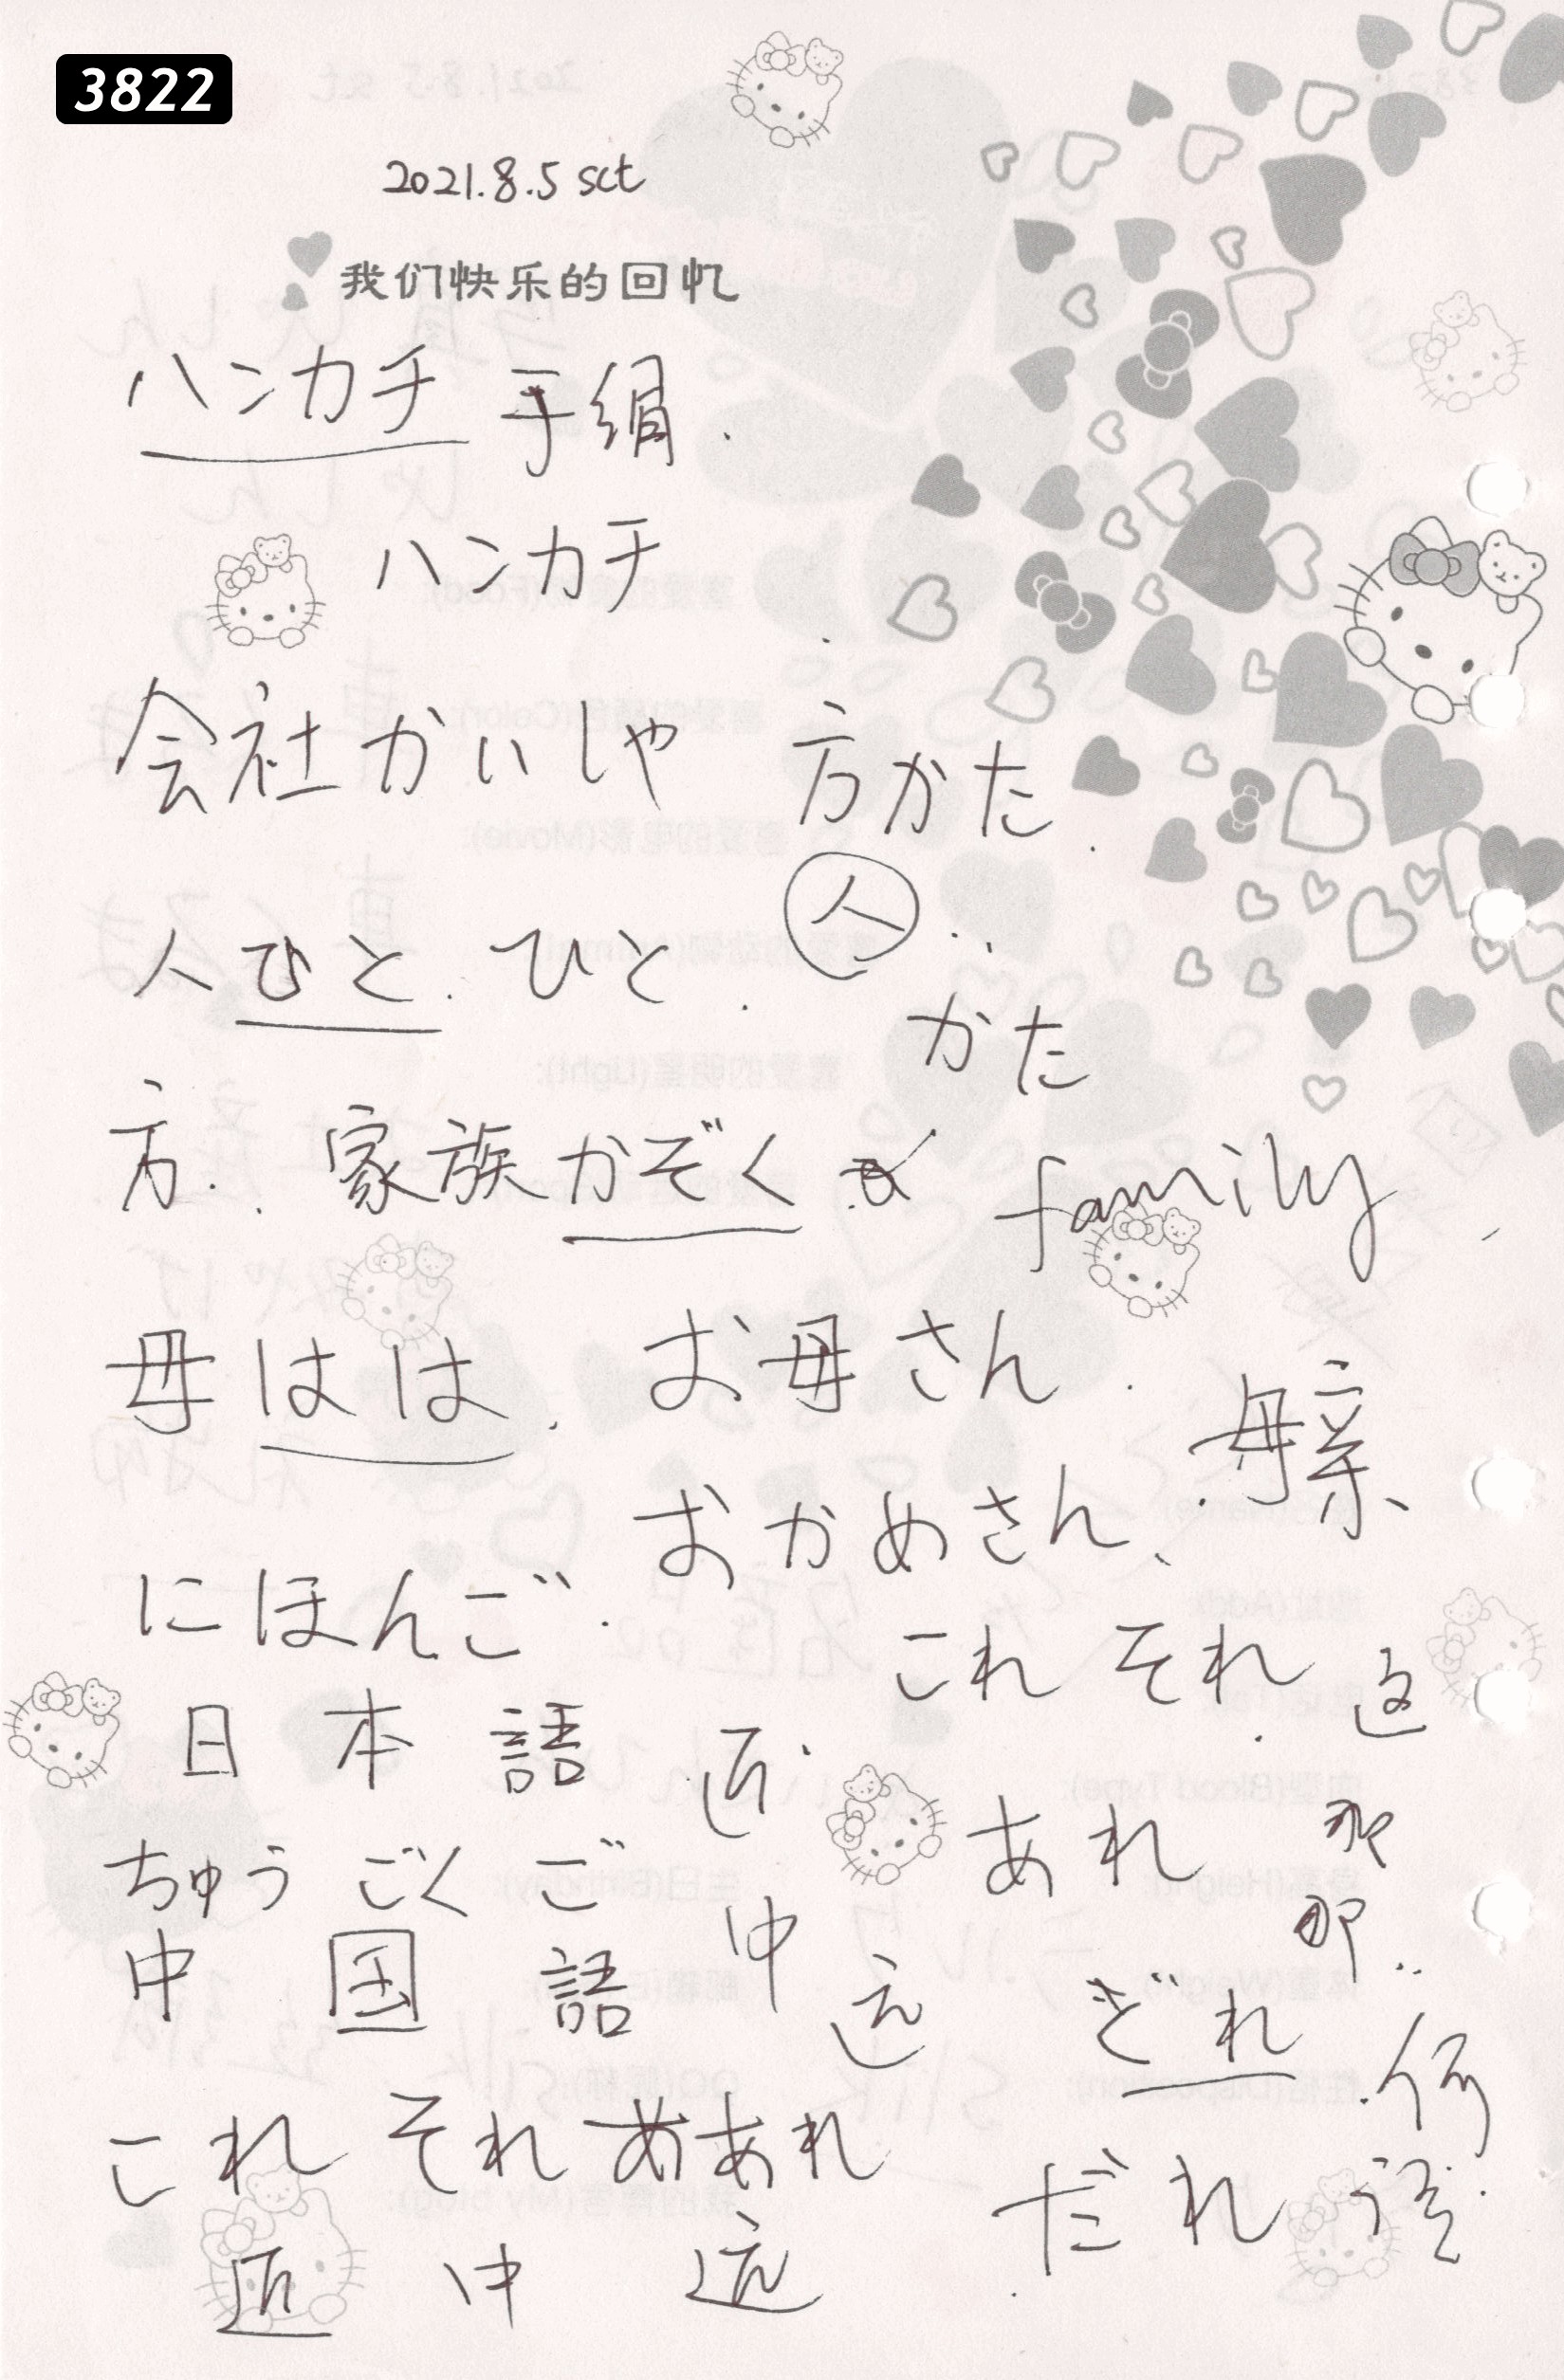 3822
2021.8.5 sct
我们快乐的回忆
ハンカチ 手绢.
ハンカチ
会社 かいしゃ 方 かた.
人 ひと. ひと. 人
かた
方. 家族 かぞく family
母 はは. お母さん.
母亲
おかめさん、
にほんご.
これ それ. 这
日本語 近.
あれ
那..
ちゅうごくご
中国語 中 远
どれ. 何
これ それ あれ
だれ 谁.
近 中 远